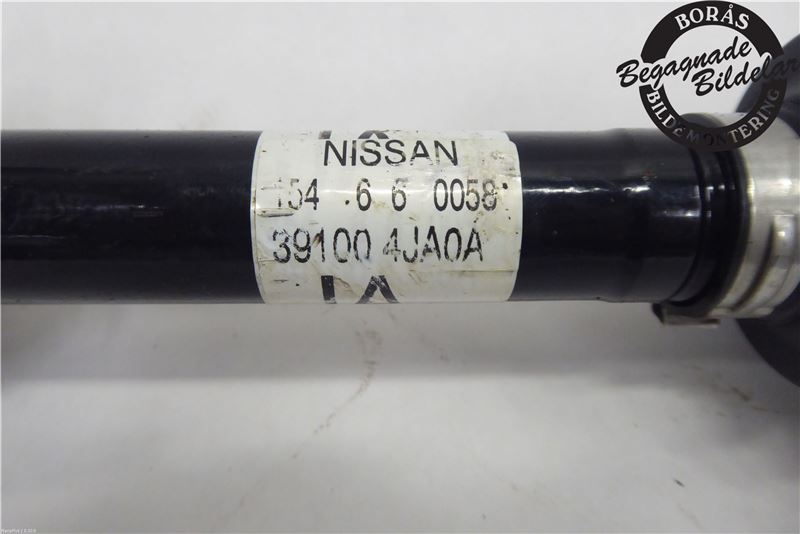 BORÅS
Begagnade
Bildelar
BILDEMONTERING
NISSAN
154 .6 6 0058
39100 4JA0A